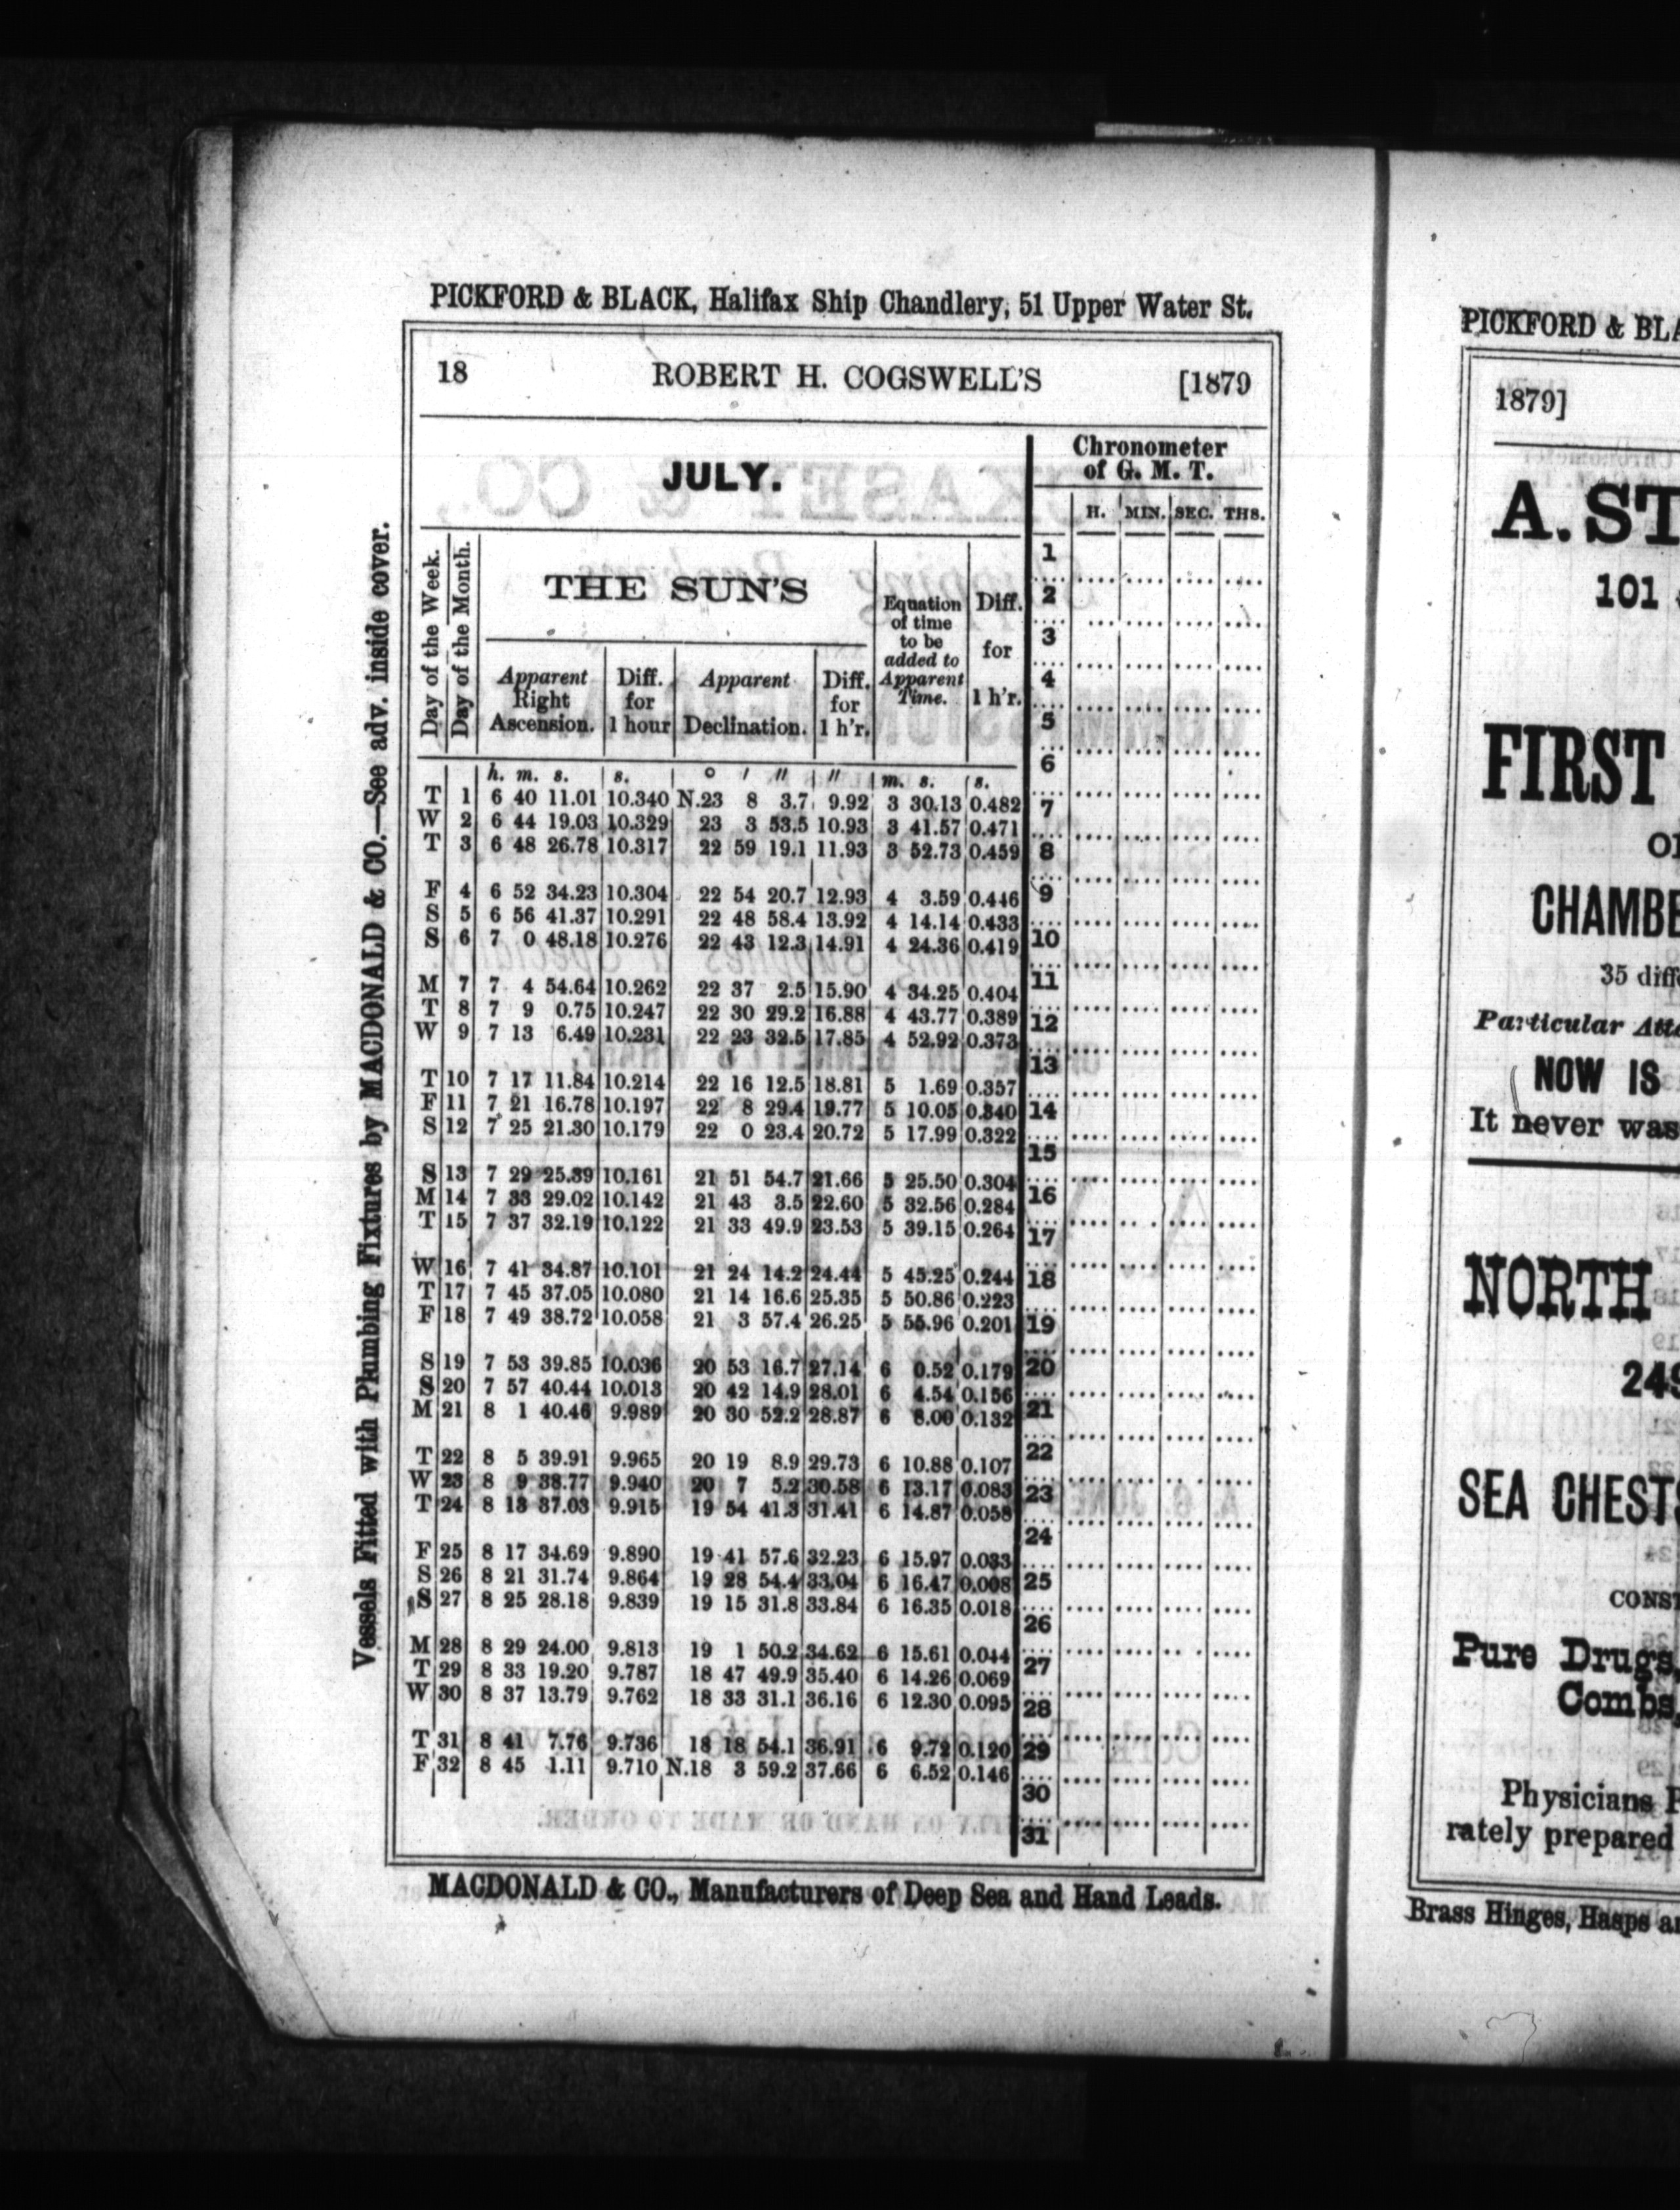 PICKFORD & BLACK, Halifax Ship Chandlery, 51 Upper Water St.
18 ROBERT H. COGSWELL'S [1879
JULY.
Chronometer
of G. M. T.
H. MIN. SEC. THS.
Day of the Week.
Day of the Month.
THE SUN'S
Apparent
Right
Ascension.
Diff.
for
1 hour
Apparent
Declination.
Diff.
for
1 h'r.
Equation
of time
to be
added to
Apparent
Time.
Diff.
for
1 h'r.
h. m. s. s. ° ′ ″ ″ m. s. s.
T 1 6 40 11.01 10.340 N.23 8 3.7 9.92 3 30.13 0.482
W 2 6 44 19.03 10.329 23 3 53.5 10.93 3 41.57 0.471
T 3 6 48 26.78 10.317 22 59 19.1 11.93 3 52.73 0.459
F 4 6 52 34.23 10.304 22 54 20.7 12.93 4 3.59 0.446
S 5 6 56 41.37 10.291 22 48 58.4 13.92 4 14.14 0.433
S 6 7 0 48.18 10.276 22 43 12.3 14.91 4 24.36 0.419
M 7 7 4 54.64 10.262 22 37 2.5 15.90 4 34.25 0.404
T 8 7 9 0.75 10.247 22 30 29.2 16.88 4 43.77 0.389
W 9 7 13 6.49 10.231 22 23 32.5 17.85 4 52.92 0.373
T 10 7 17 11.84 10.214 22 16 12.5 18.81 5 1.69 0.357
F 11 7 21 16.78 10.197 22 8 29.4 19.77 5 10.05 0.340
S 12 7 25 21.30 10.179 22 0 23.4 20.72 5 17.99 0.322
S 13 7 29 25.39 10.161 21 51 54.7 21.66 5 25.50 0.304
M 14 7 33 29.02 10.142 21 43 3.5 22.60 5 32.56 0.284
T 15 7 37 32.19 10.122 21 33 49.9 23.53 5 39.15 0.264
W 16 7 41 34.87 10.101 21 24 14.2 24.44 5 45.25 0.244
T 17 7 45 37.05 10.080 21 14 16.6 25.35 5 50.86 0.223
F 18 7 49 38.72 10.058 21 3 57.4 26.25 5 55.96 0.201
S 19 7 53 39.85 10.036 20 53 16.7 27.14 6 0.52 0.179
S 20 7 57 40.44 10.013 20 42 14.9 28.01 6 4.54 0.156
M 21 8 1 40.46 9.989 20 30 52.2 28.87 6 8.00 0.132
T 22 8 5 39.91 9.965 20 19 8.9 29.73 6 10.88 0.107
W 23 8 9 38.77 9.940 20 7 5.2 30.58 6 13.17 0.083
T 24 8 13 37.03 9.915 19 54 41.3 31.41 6 14.87 0.058
F 25 8 17 34.69 9.890 19 41 57.6 32.23 6 15.97 0.033
S 26 8 21 31.74 9.864 19 28 54.4 33.04 6 16.47 0.008
S 27 8 25 28.18 9.839 19 15 31.8 33.84 6 16.35 0.018
M 28 8 29 24.00 9.813 19 1 50.2 34.62 6 15.61 0.044
T 29 8 33 19.20 9.787 18 47 49.9 35.40 6 14.26 0.069
W 30 8 37 13.79 9.762 18 33 31.1 36.16 6 12.30 0.095
T 31 8 41 7.76 9.736 18 18 54.1 36.91 6 9.72 0.120
F 32 8 45 1.11 9.710 N.18 3 59.2 37.66 6 6.52 0.146
1
2
3
4
5
6
7
8
9
10
11
12
13
14
15
16
17
18
19
20
21
22
23
24
25
26
27
28
29
30
31
MACDONALD & CO., Manufacturers of Deep Sea and Hand Leads.
Vessels Fitted with Plumbing Fixtures by MACDONALD & CO.—See adv. inside cover.
PICKFORD & BLA
1879]
A. ST
101
FIRST
CHAMBE
35 diff
Particular Att
NOW IS
It never was
NORTH
249
SEA CHESTS
CONST
Pure Drugs,
Combs,
Physicians P
rately prepared
Brass Hinges, Hasps a